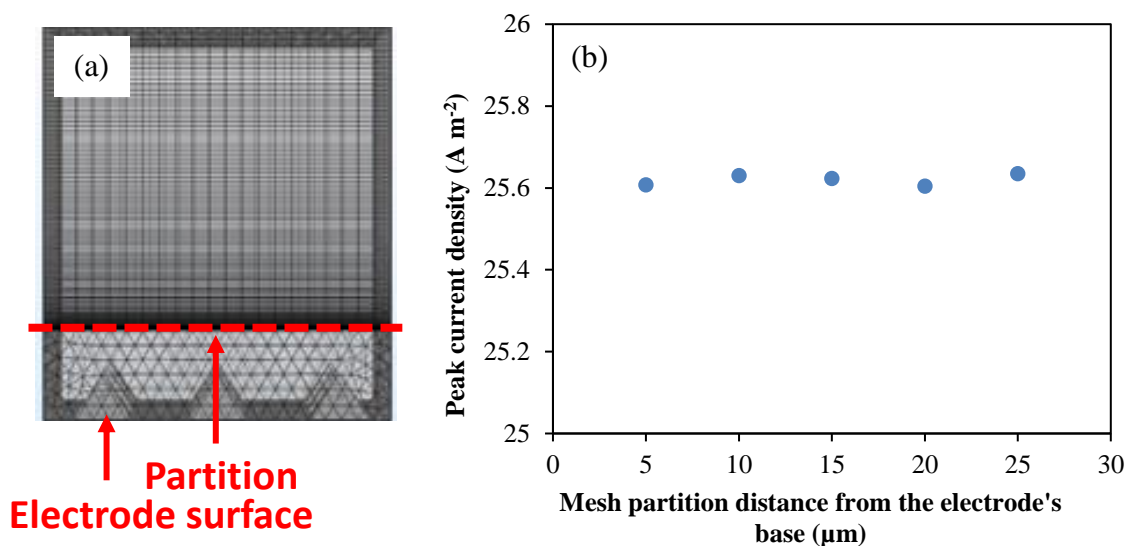 (a)
Partition
Electrode surface
(b)
Peak current density (A m-2)
26
25.8
25.6
25.4
25.2
25
0 5 10 15 20 25 30
Mesh partition distance from the electrode's
base (µm)